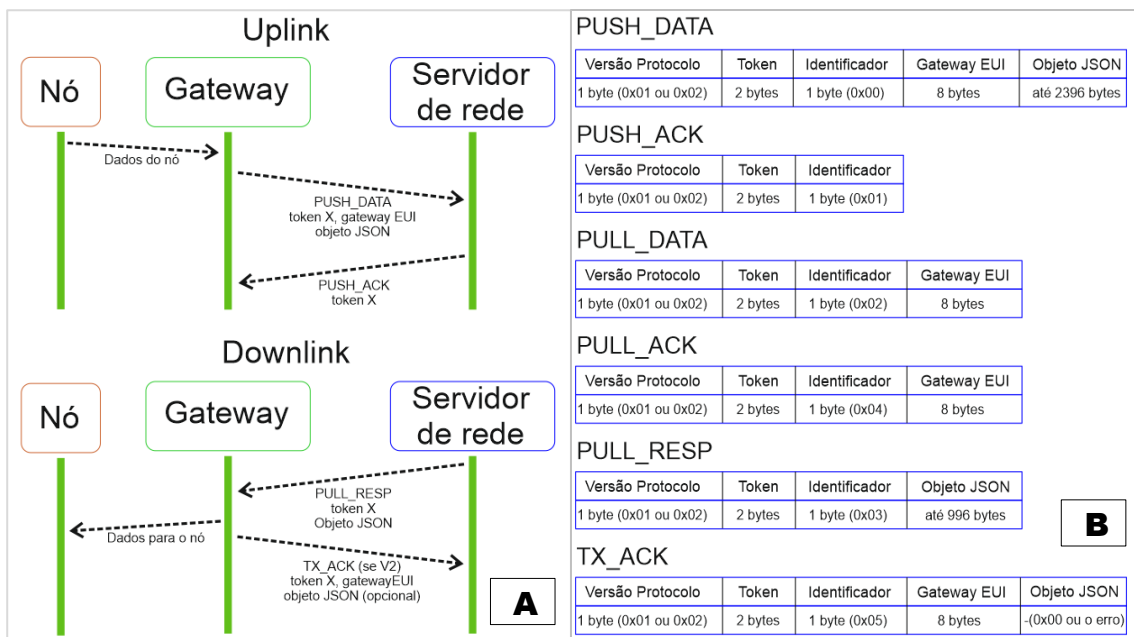 Uplink
Nó
Gateway
Servidor
de rede
Dados do nó
PUSH_DATA
token X, gateway EUI
objeto JSON
PUSH_ACK
token X
Downlink
Nó
Gateway
Servidor
de rede
PULL_RESP
token X
Objeto JSON
Dados para o nó
TX_ACK (se V2)
token X, gatewayEUI
objeto JSON (opcional)
A
PUSH_DATA
Versão Protocolo Token Identificador Gateway EUI Objeto JSON
1 byte (0x01 ou 0x02) 2 bytes 1 byte (0x00) 8 bytes até 2396 bytes
PUSH_ACK
Versão Protocolo Token Identificador
1 byte (0x01 ou 0x02) 2 bytes 1 byte (0x01)
PULL_DATA
Versão Protocolo Token Identificador Gateway EUI
1 byte (0x01 ou 0x02) 2 bytes 1 byte (0x02) 8 bytes
PULL_ACK
Versão Protocolo Token Identificador Gateway EUI
1 byte (0x01 ou 0x02) 2 bytes 1 byte (0x04) 8 bytes
PULL_RESP
Versão Protocolo Token Identificador Objeto JSON
1 byte (0x01 ou 0x02) 2 bytes 1 byte (0x03) até 996 bytes
B
TX_ACK
Versão Protocolo Token Identificador Gateway EUI Objeto JSON
1 byte (0x01 ou 0x02) 2 bytes 1 byte (0x05) 8 bytes -(0x00 ou o erro)